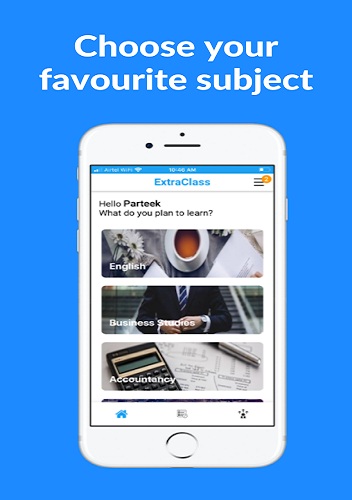 Choose your
favourite subject
Airtel WiFi 10:46 AM
ExtraClass
Hello Parteek
What do you plan to learn?
English
Business Studies
Accountancy